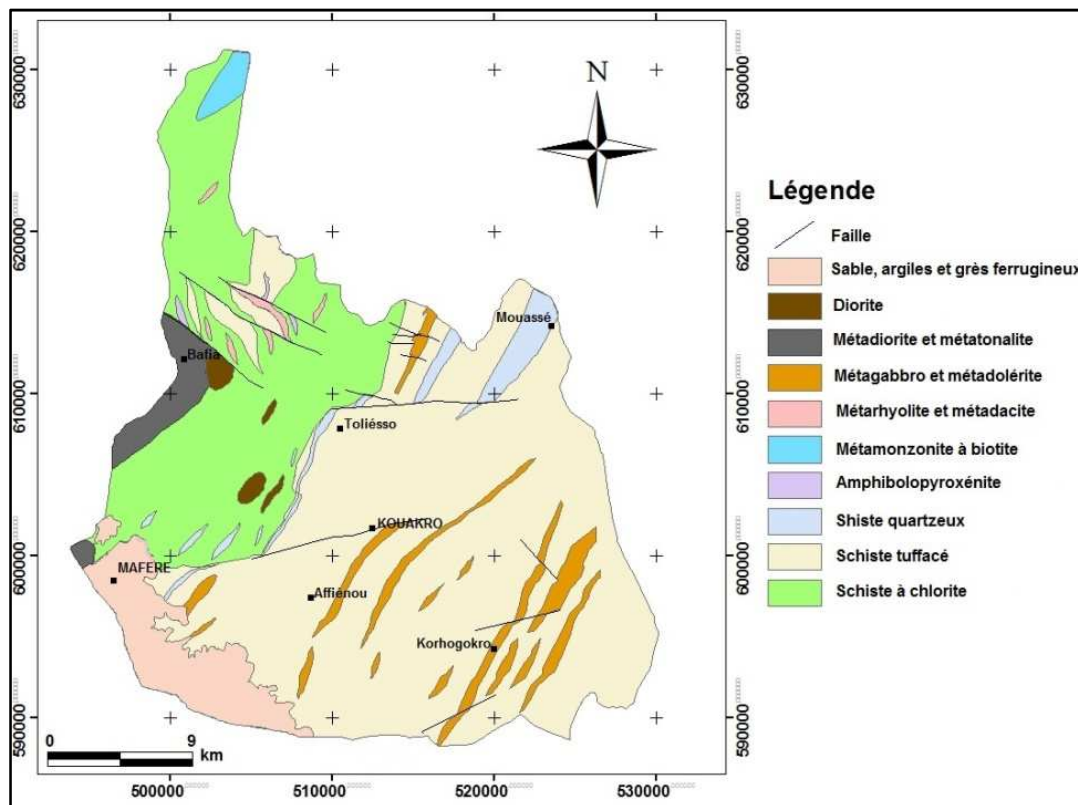 N
Légende
Faille
Sable, argiles et grès ferrugineux
Diorite
Métadiorite et métatonalite
Métagabbro et métadolérite
Métarhyolite et métadacite
Métamonzonite à biotite
Amphibolopyroxénite
Shiste quartzeux
Schiste tuffacé
Schiste à chlorite
Mouassé
Bafia
Toliésso
KOUAKRO
MAFERE
Affiénou
Korhogokro
630000
620000
610000
600000
590000
630000
620000
610000
600000
590000
0 9
km
500000 510000 520000 530000